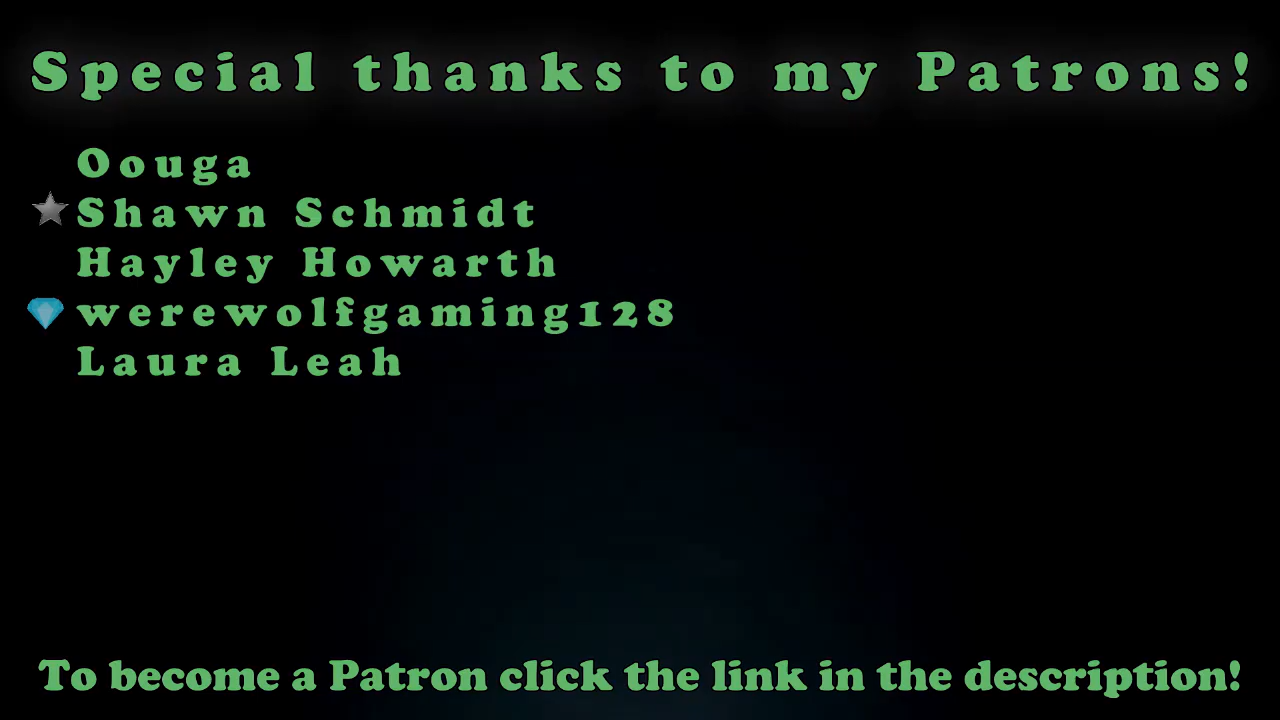 Special thanks to my Patrons!
Oouga
Shawn Schmidt
Hayley Howarth
werewolfgaming128
Laura Leah
To become a Patron click the link in the description!